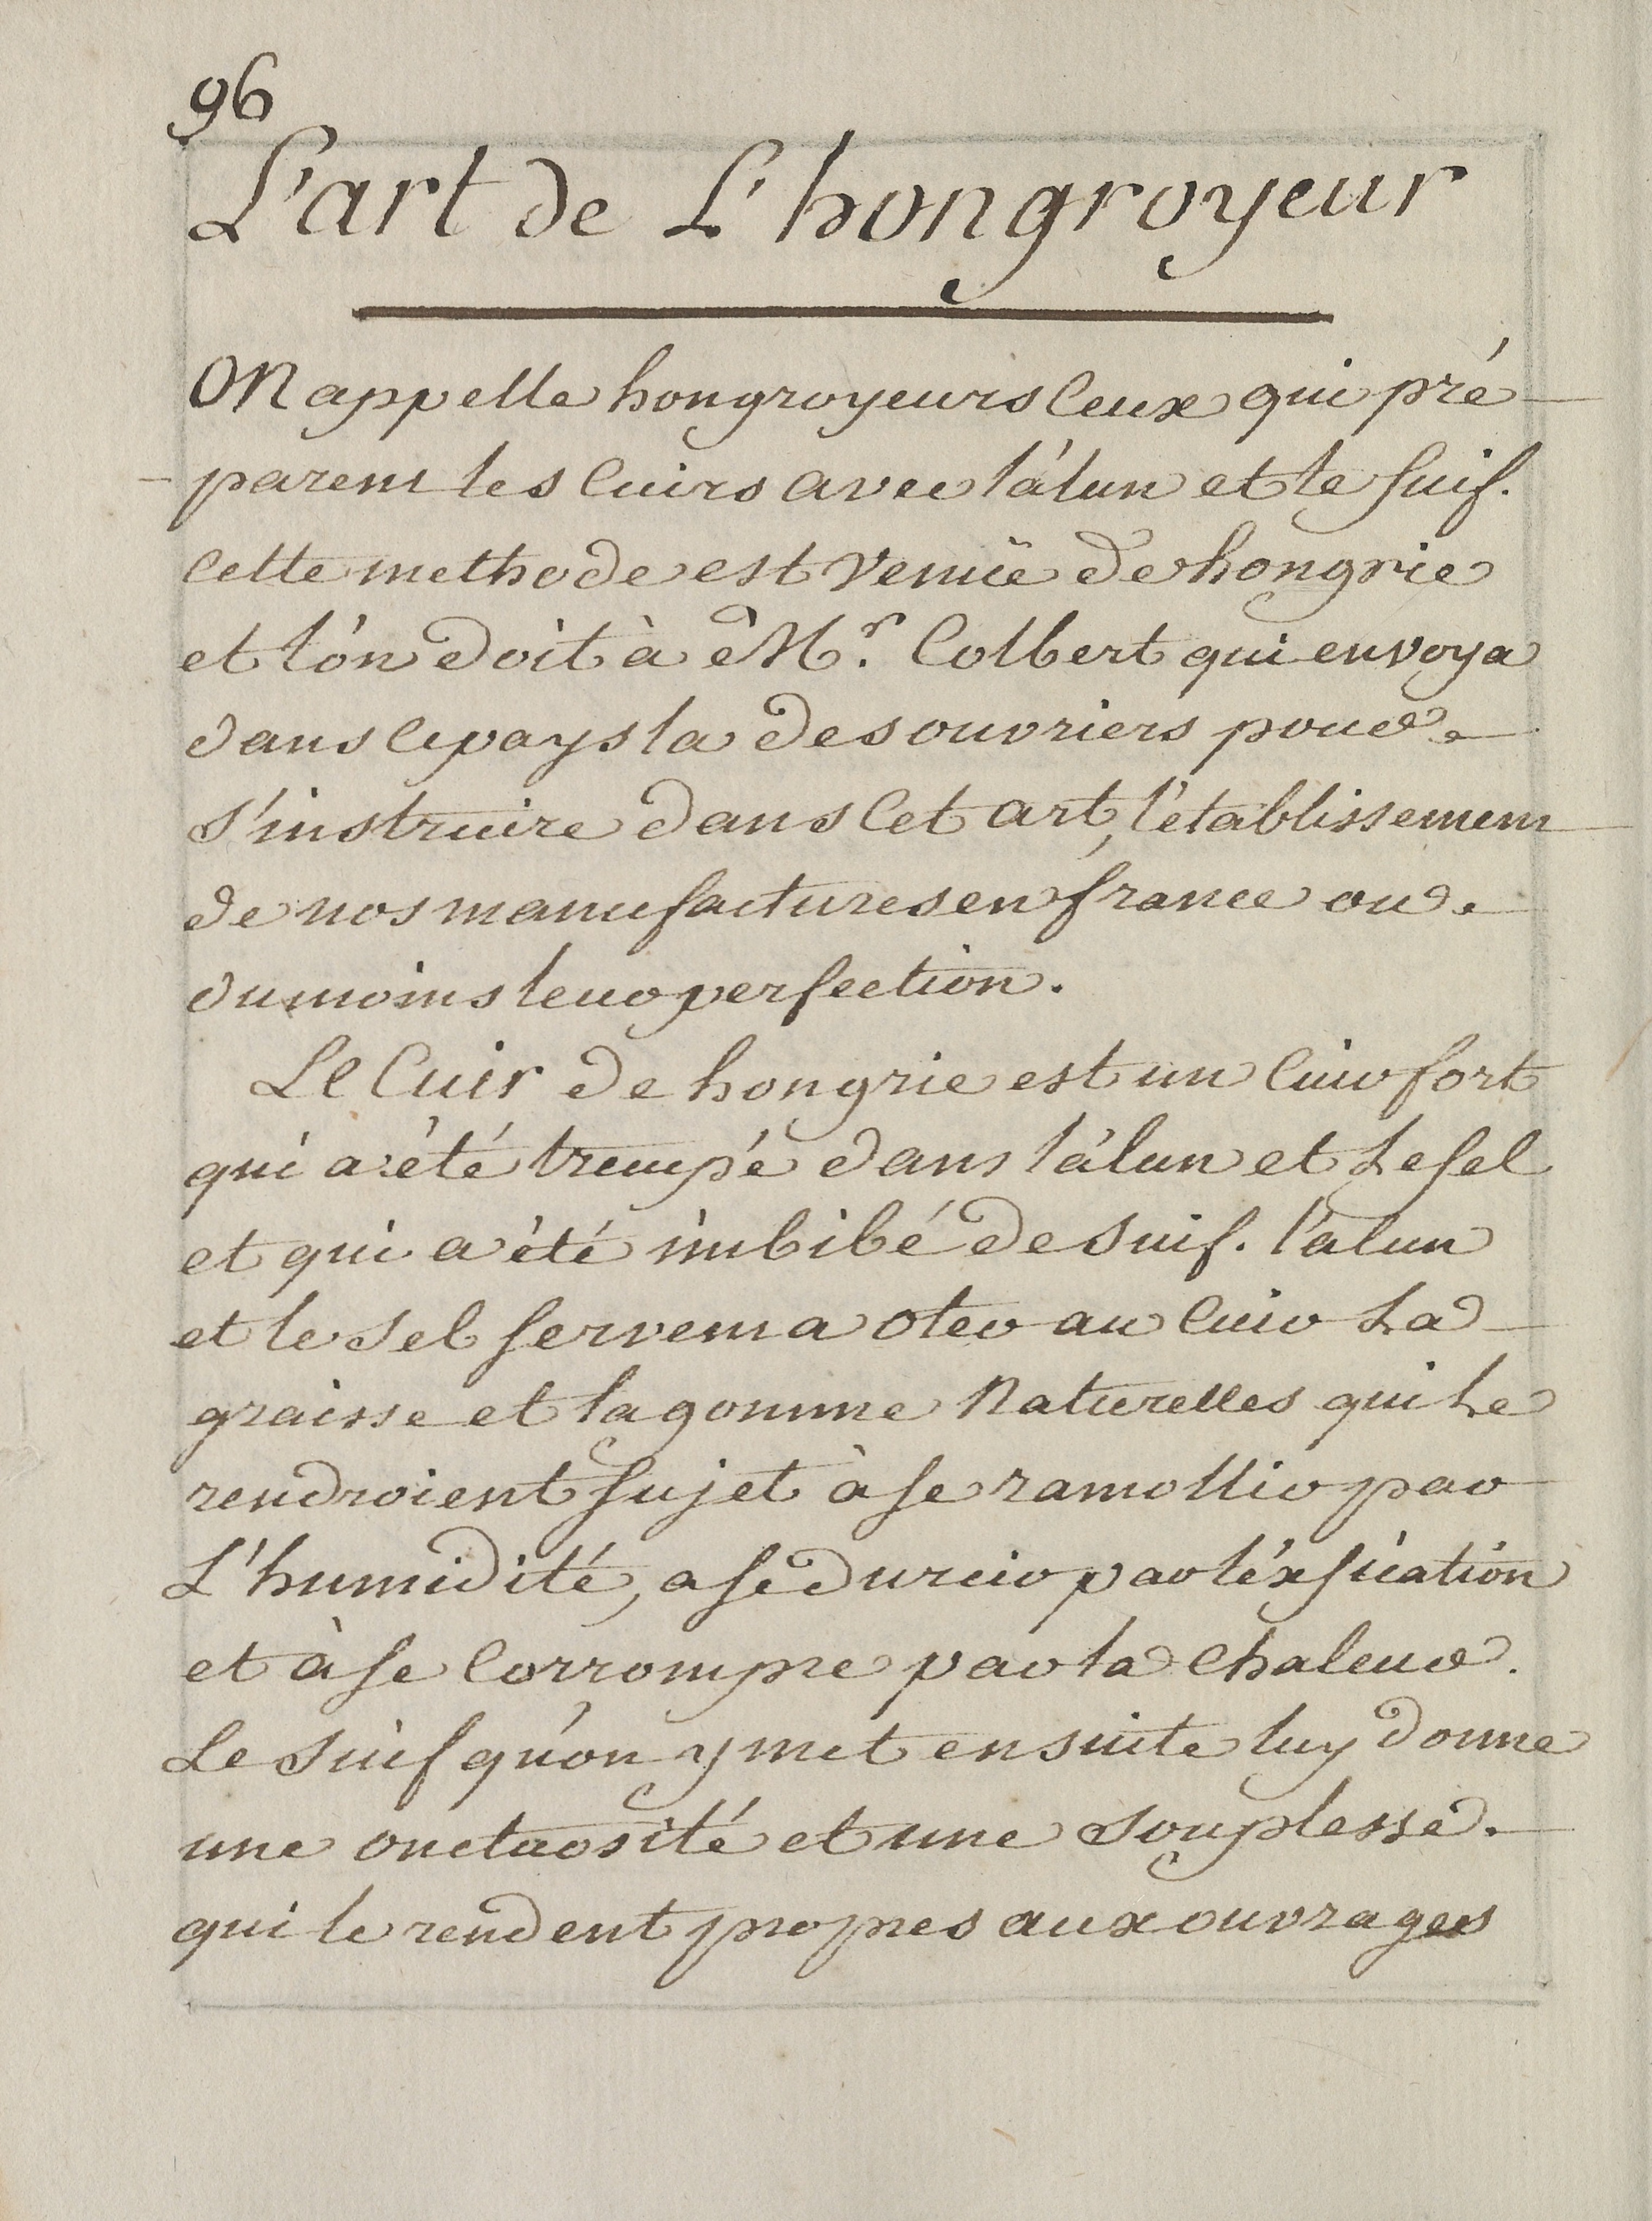 96
L'art de L'hongroyeur
On appelle hongroyeurs ceux qui pré
parent les cuirs avec l'alun et le suif.
cette methode est venüe de hongrie
et l'on doit à Mr. Colbert qui envoya
dans ce pays la des ouvriers pour
s'instruire dans cet art, l'établissement
de nos manufactures en france ou
du moins leur perfection.
Le Cuir de hongrie est un cuir fort
qui a été trempé dans l'alun et le sel
et qui a été imbibé de suif. l'alun
et le sel servent a oter au cuir la
graisse et la gomme Naturelles qui le
rendroient sujet à se ramollir par
L'humidité, a se durcir par l'éxsication
et à se corrompre par la chaleur.
Le suif qu'on y met ensuite luy donne
une onctuosité et une souplesse
qui le rendent propres aux ouvrages